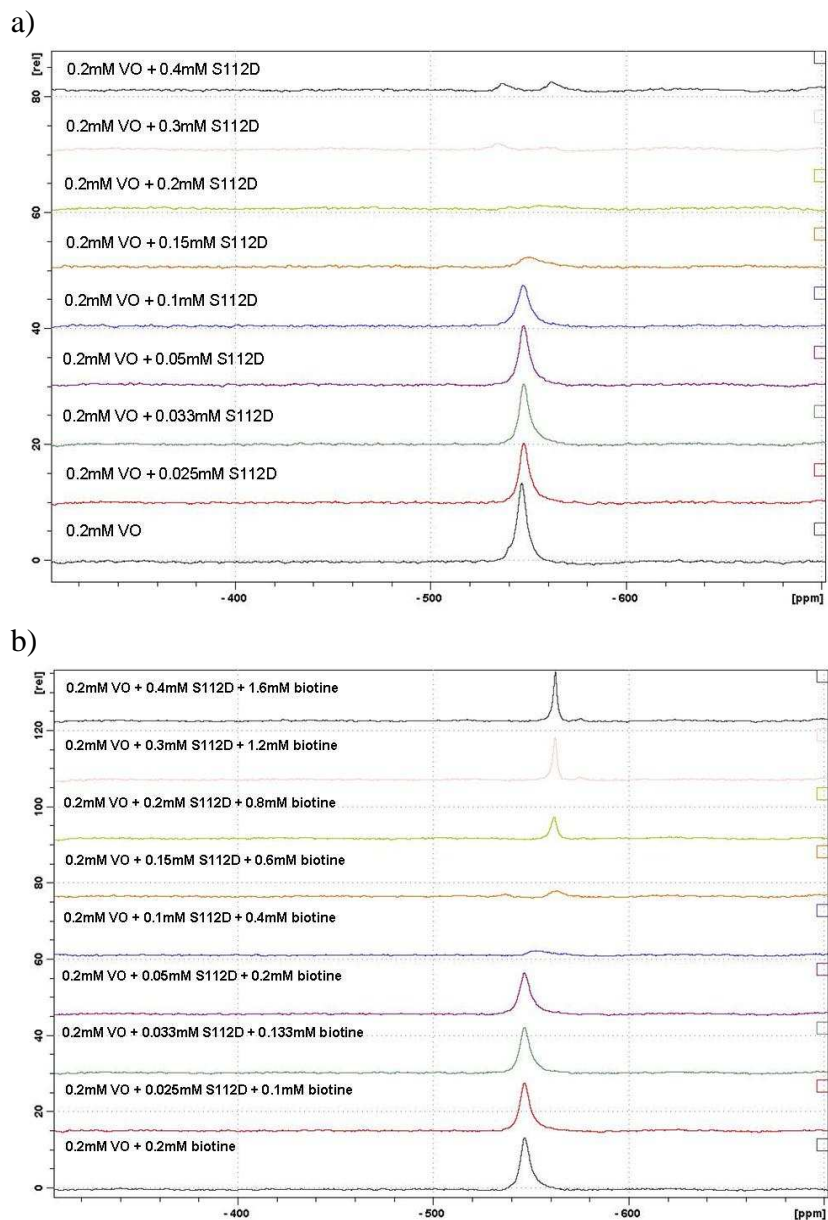 a)
[rel]
0.2mM VO + 0.4mM S112D
80
0.2mM VO + 0.3mM S112D
0.2mM VO + 0.2mM S112D
60
0.2mM VO + 0.15mM S112D
0.2mM VO + 0.1mM S112D
40
0.2mM VO + 0.05mM S112D
0.2mM VO + 0.033mM S112D
20
0.2mM VO + 0.025mM S112D
0.2mM VO
0
- 400 - 500 - 600 [ppm]
b)
[rel]
0.2mM VO + 0.4mM S112D + 1.6mM biotine
120
0.2mM VO + 0.3mM S112D + 1.2mM biotine
0.2mM VO + 0.2mM S112D + 0.8mM biotine
100
0.2mM VO + 0.15mM S112D + 0.6mM biotine
80
0.2mM VO + 0.1mM S112D + 0.4mM biotine
60
0.2mM VO + 0.05mM S112D + 0.2mM biotine
0.2mM VO + 0.033mM S112D + 0.133mM biotine
40
0.2mM VO + 0.025mM S112D + 0.1mM biotine
20
0.2mM VO + 0.2mM biotine
0
- 400 - 500 - 600 [ppm]